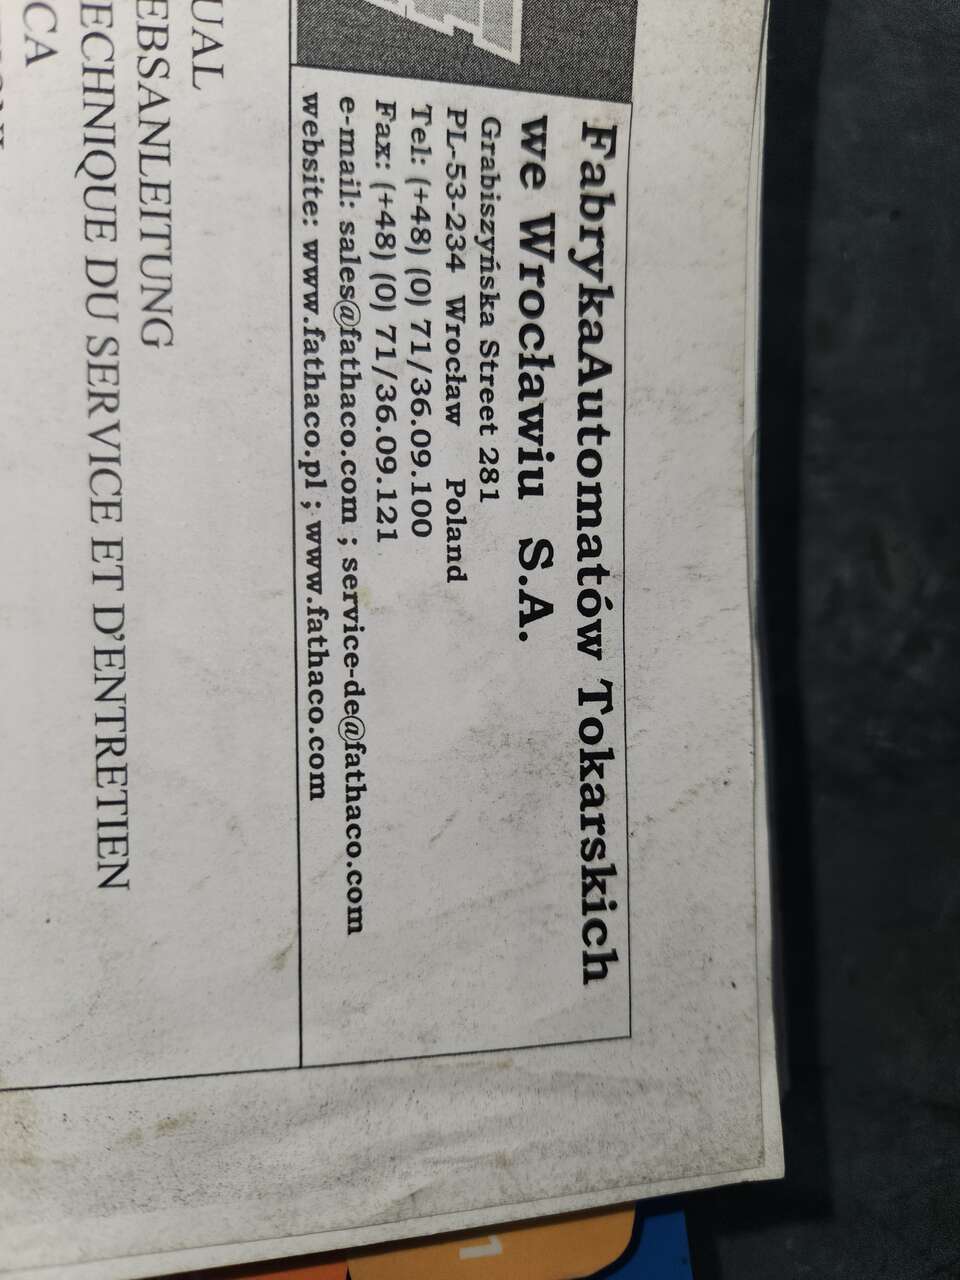 FabrykaAutomatów Tokarskich
we Wrocławiu S.A.
Grabiszyńska Street 281
PL-53-234 Wrocław Poland
Tel: (+48) (0) 71/36.09.100
Fax: (+48) (0) 71/36.09.121
e-mail: sales@fathaco.com ; service-de@fathaco.com
website: www.fathaco.pl ; www.fathaco.com
UAL
EBSANLEITUNG
ECHNIQUE DU SERVICE ET D'ENTRETIEN
CA
1